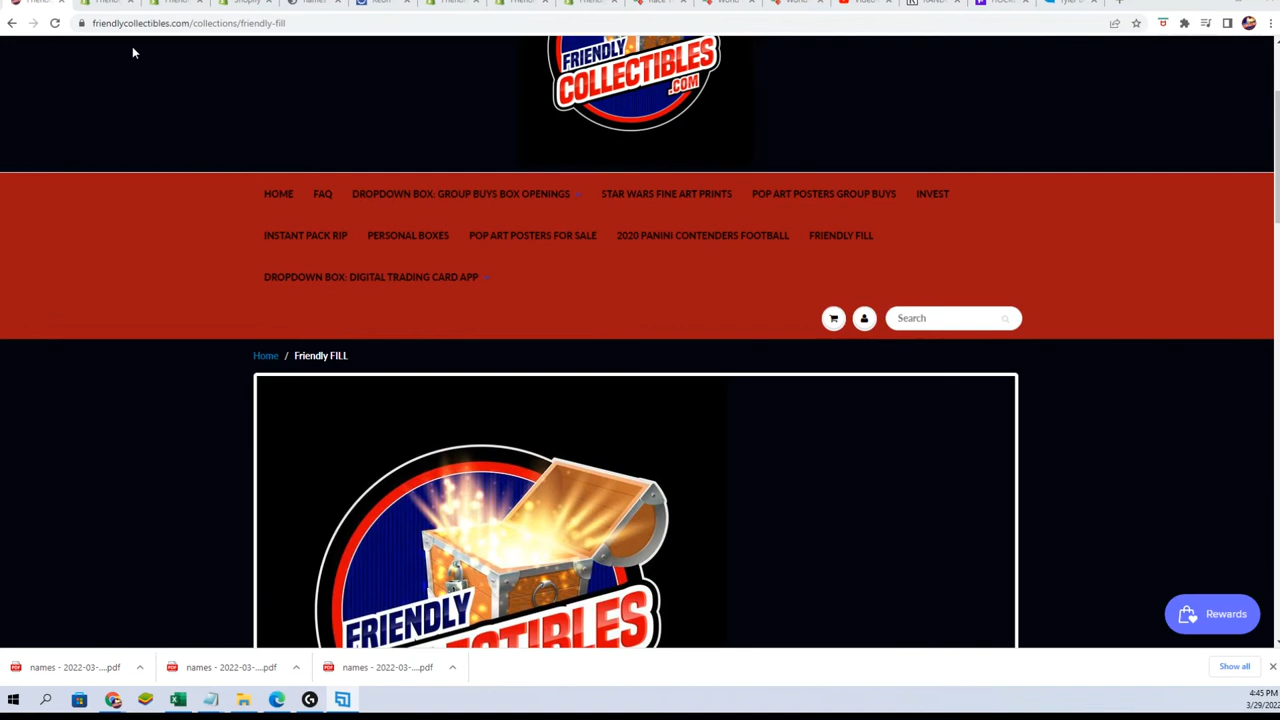 Shopify
names
friendlycollectibles.com/collections/friendly-fill
FRIENDLY
COLLECTIBLES
.COM
HOME FAQ DROPDOWN BOX: GROUP BUYS BOX OPENINGS STAR WARS FINE ART PRINTS POP ART POSTERS GROUP BUYS INVEST
INSTANT PACK RIP PERSONAL BOXES POP ART POSTERS FOR SALE 2020 PANINI CONTENDERS FOOTBALL FRIENDLY FILL
DROPDOWN BOX: DIGITAL TRADING CARD APP
Search
Home / Friendly FILL
FRIENDLY
COLLECTIBLES
Rewards
names - 2022-03-....pdf names - 2022-03-....pdf names - 2022-03-....pdf Show all
4:45 PM
3/29/2022